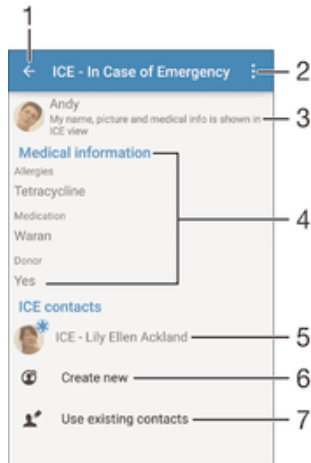 1
ICE - In Case of Emergency
2
Andy
My name, picture and medical info is shown in
ICE view
3
Medical information
Allergies
Tetracycline
Medication
Waran
4
Donor
Yes
ICE contacts
ICE - Lily Ellen Ackland
5
Create new
6
Use existing contacts
7